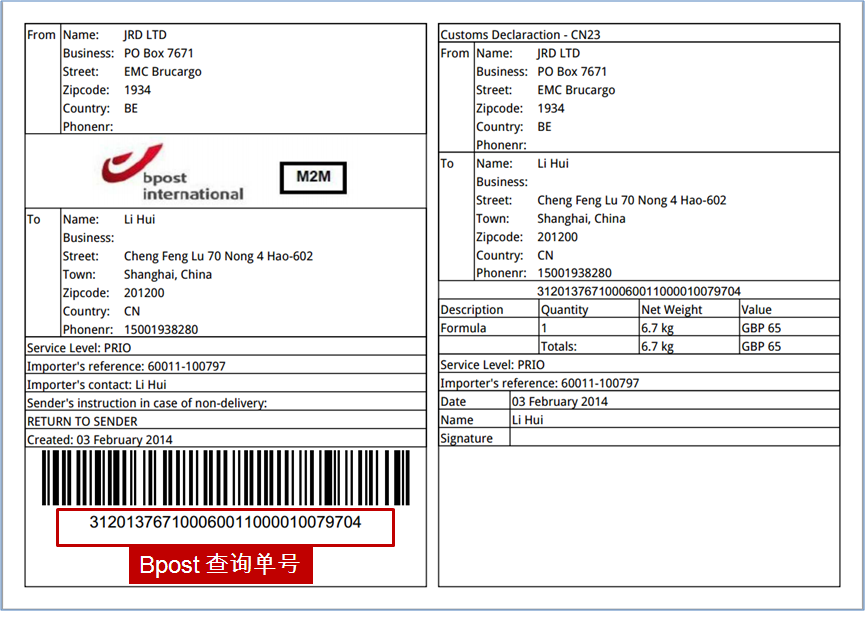 From Name: JRD LTD
Business: PO Box 7671
Street: EMC Brucargo
Zipcode: 1934
Country: BE
Phonenr:
bpost
international
M2M
To Name: Li Hui
Business:
Street: Cheng Feng Lu 70 Nong 4 Hao-602
Town: Shanghai, China
Zipcode: 201200
Country: CN
Phonenr: 15001938280
Service Level: PRIO
Importer's reference: 60011-100797
Importer's contact: Li Hui
Sender's instruction in case of non-delivery:
RETURN TO SENDER
Created: 03 February 2014
312013767100060011000010079704
Bpost 查询单号
Customs Declaraction - CN23
From Name: JRD LTD
Business: PO Box 7671
Street: EMC Brucargo
Zipcode: 1934
Country: BE
Phonenr:
To Name: Li Hui
Business:
Street: Cheng Feng Lu 70 Nong 4 Hao-602
Town: Shanghai, China
Zipcode: 201200
Country: CN
Phonenr: 15001938280
312013767100060011000010079704
Description Quantity Net Weight Value
Formula 1 6.7 kg GBP 65
Totals: 6.7 kg GBP 65
Service Level: PRIO
Importer's reference: 60011-100797
Date 03 February 2014
Name Li Hui
Signature